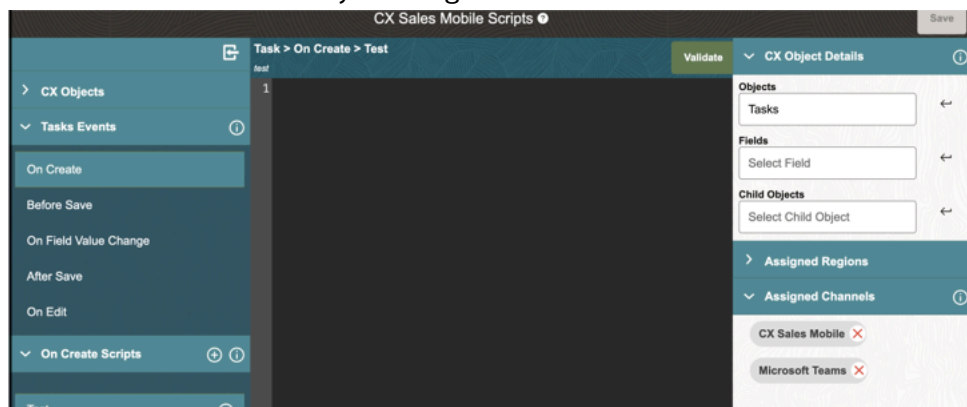 CX Sales Mobile Scripts
Save
Task > On Create > Test
test
Validate
1
CX Objects
Tasks Events
On Create
Before Save
On Field Value Change
After Save
On Edit
On Create Scripts
CX Object Details
Objects
Tasks
Fields
Select Field
Child Objects
Select Child Object
Assigned Regions
Assigned Channels
CX Sales Mobile
Microsoft Teams